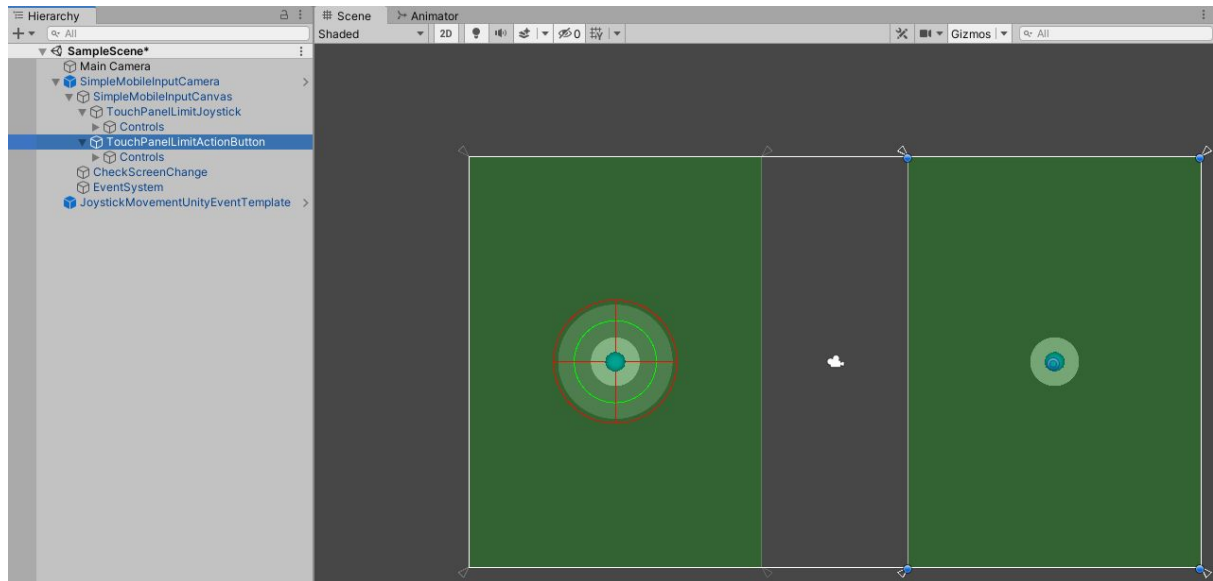 Hierarchy
All
SampleScene*
Main Camera
SimpleMobileInputCamera
SimpleMobileInputCanvas
TouchPanelLimitJoystick
Controls
TouchPanelLimitActionButton
Controls
CheckScreenChange
EventSystem
JoystickMovementUnityEventTemplate
Scene
Animator
Shaded
2D
0
Gizmos
All